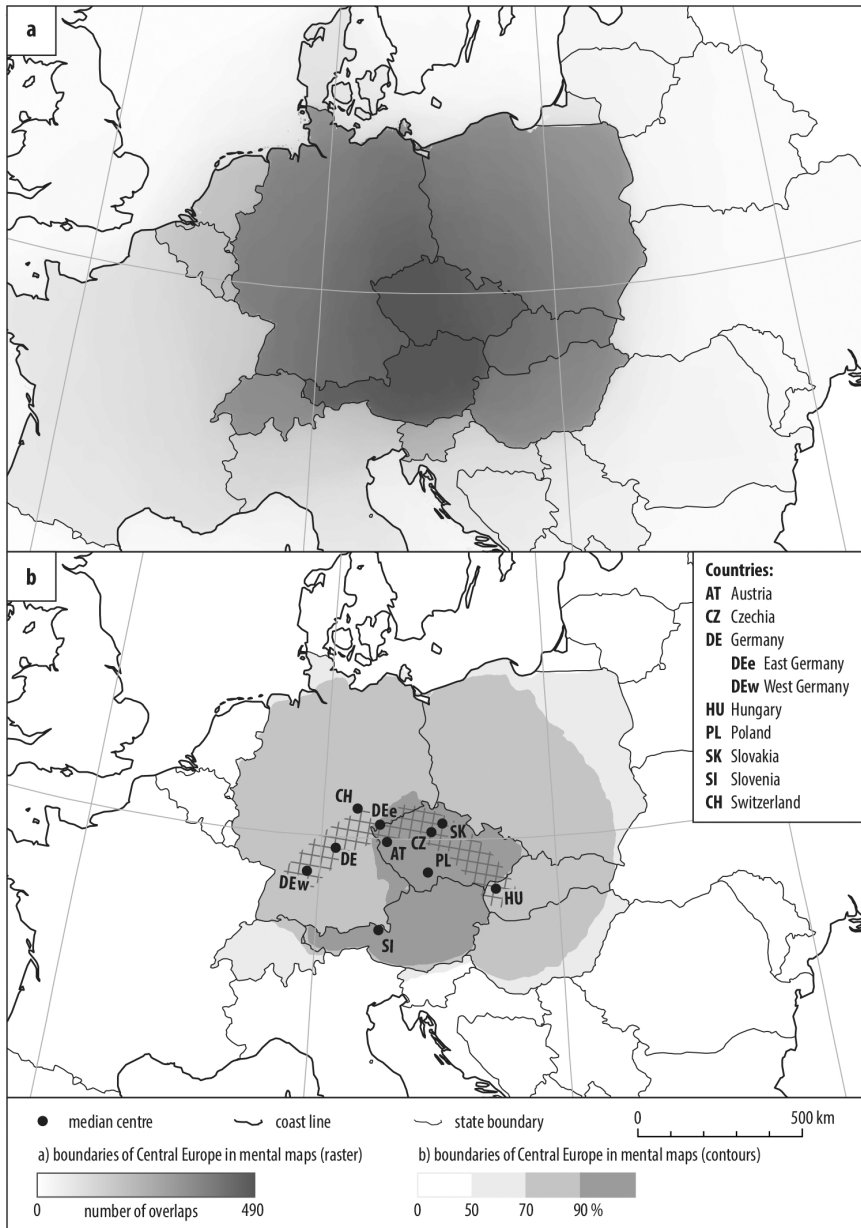 a
b
Countries:
AT Austria
CZ Czechia
DE Germany
DEe East Germany
DEw West Germany
HU Hungary
PL Poland
SK Slovakia
SI Slovenia
CH Switzerland
CH
DEe
SK
CZ
AT
DE
PL
DEw
HU
SI
median centre
coast line
state boundary
0 500 km
a) boundaries of Central Europe in mental maps (raster)
0 number of overlaps 490
b) boundaries of Central Europe in mental maps (contours)
0 50 70 90 %